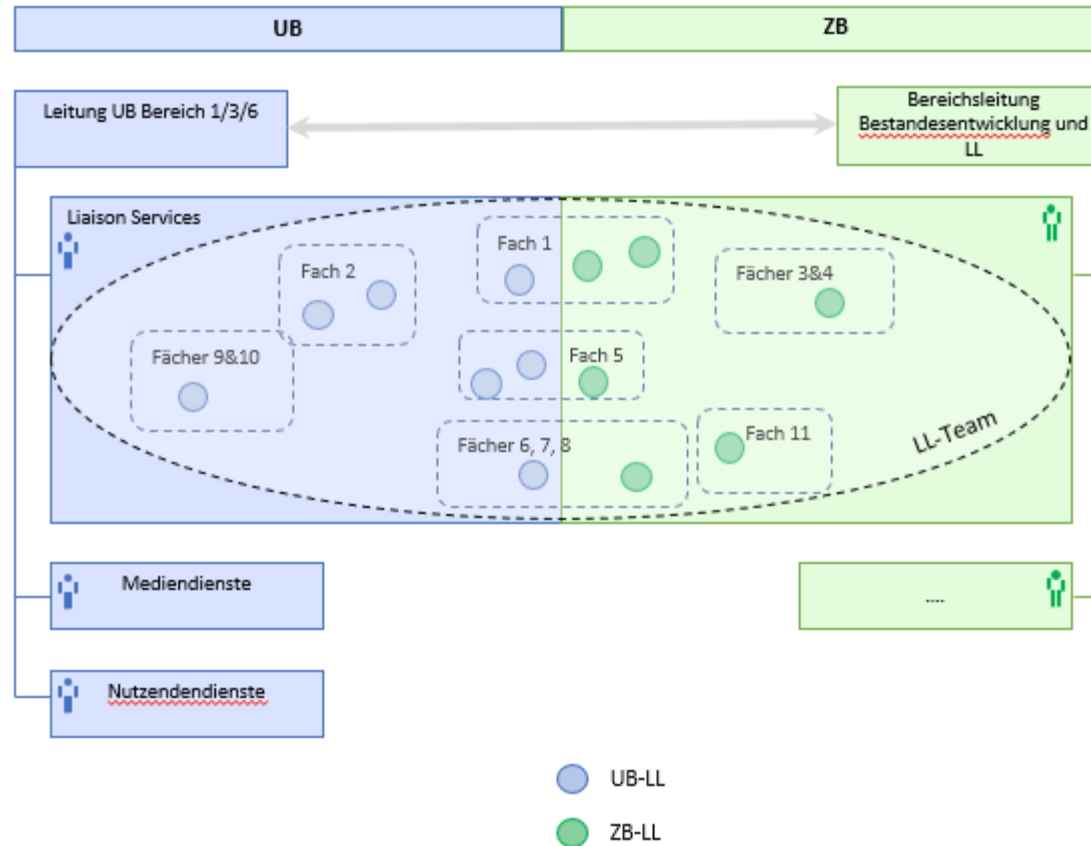 UB
ZB
Leitung UB Bereich 1/3/6
Bereichsleitung
Bestandesentwicklung und
LL
Liaison Services
Fach 1
Fach 2
Fächer 3&4
Fächer 9&10
Fach 5
Fächer 6, 7, 8
Fach 11
LL-Team
Mediendienste
.....
Nutzendendienste
UB-LL
ZB-LL